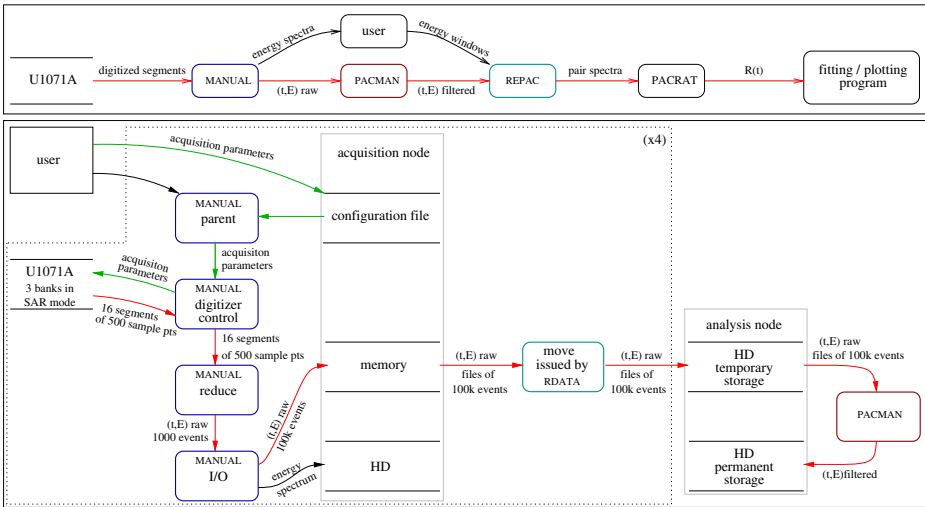 energy spectra
user
energy windows
U1071A
digitized segments
MANUAL
(t,E) raw
PACMAN
(t,E) filtered
REPAC
pair spectra
PACRAT
R(t)
fitting / plotting
program
(x4)
user
acquisition parameters
acquisition node
MANUAL
parent
configuration file
acquisiton
parameters
acquisiton
parameters
U1071A
3 banks in
SAR mode
MANUAL
digitizer
control
16 segments
of 500 sample pts
16 segments
of 500 sample pts
analysis node
MANUAL
reduce
(t,E) raw
100k events
memory
(t,E) raw
files of
100k events
move
issued by RDATA
(t,E) raw
files of
100k events
HD
temporary
storage
(t,E) raw
files of 100k events
PACMAN
(t,E) raw
1000 events
MANUAL
I/O
energy
spectrum
HD
HD
permanent
storage
(t,E)filtered